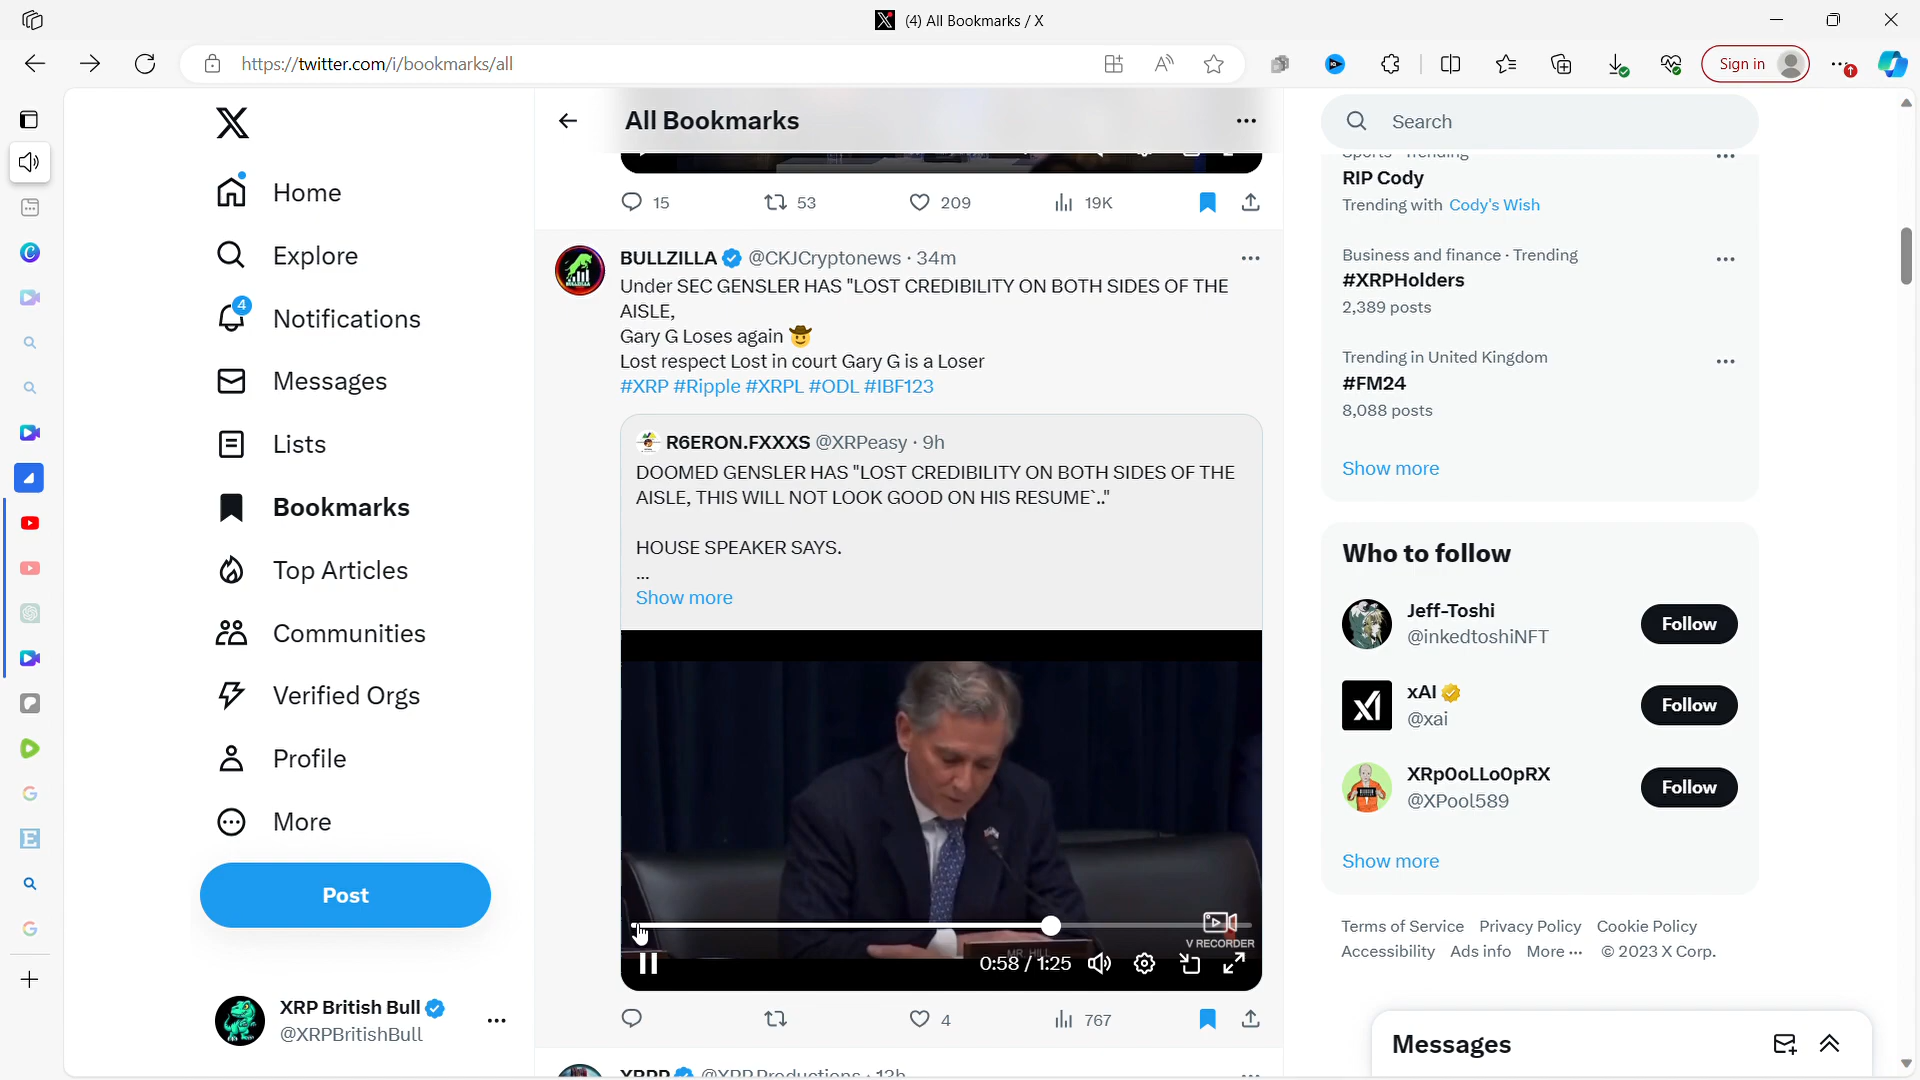 (4) All Bookmarks / X
https://twitter.com/i/bookmarks/all
Sign in
Home
Explore
4
Notifications
Messages
Lists
Bookmarks
Top Articles
Communities
Verified Orgs
Profile
More
Post
XRP British Bull
@XRPBritishBull
All Bookmarks
15
53
209
19K
BULLZILLA @CKJCryptonews · 34m
Under SEC GENSLER HAS "LOST CREDIBILITY ON BOTH SIDES OF THE
AISLE,
Gary G Loses again 🤠
Lost respect Lost in court Gary G is a Loser
#XRP #Ripple #XRPL #ODL #IBF123
R6ERON.FXXXS @XRPeasy · 9h
DOOMED GENSLER HAS "LOST CREDIBILITY ON BOTH SIDES OF THE
AISLE, THIS WILL NOT LOOK GOOD ON HIS RESUME`.."
HOUSE SPEAKER SAYS.
...
Show more
V RECORDER
MR. HILL
0:58 / 1:25
4
767
XRPP @XRPProductions · 13h
Search
Sports · Trending
RIP Cody
Trending with Cody's Wish
Business and finance · Trending
#XRPHolders
2,389 posts
Trending in United Kingdom
#FM24
8,088 posts
Show more
Who to follow
Jeff-Toshi
@inkedtoshiNFT
Follow
xAI
@xai
Follow
XRpOoLLoOpRX
@XPool589
Follow
Show more
Terms of Service Privacy Policy Cookie Policy
Accessibility Ads info More ··· © 2023 X Corp.
Messages